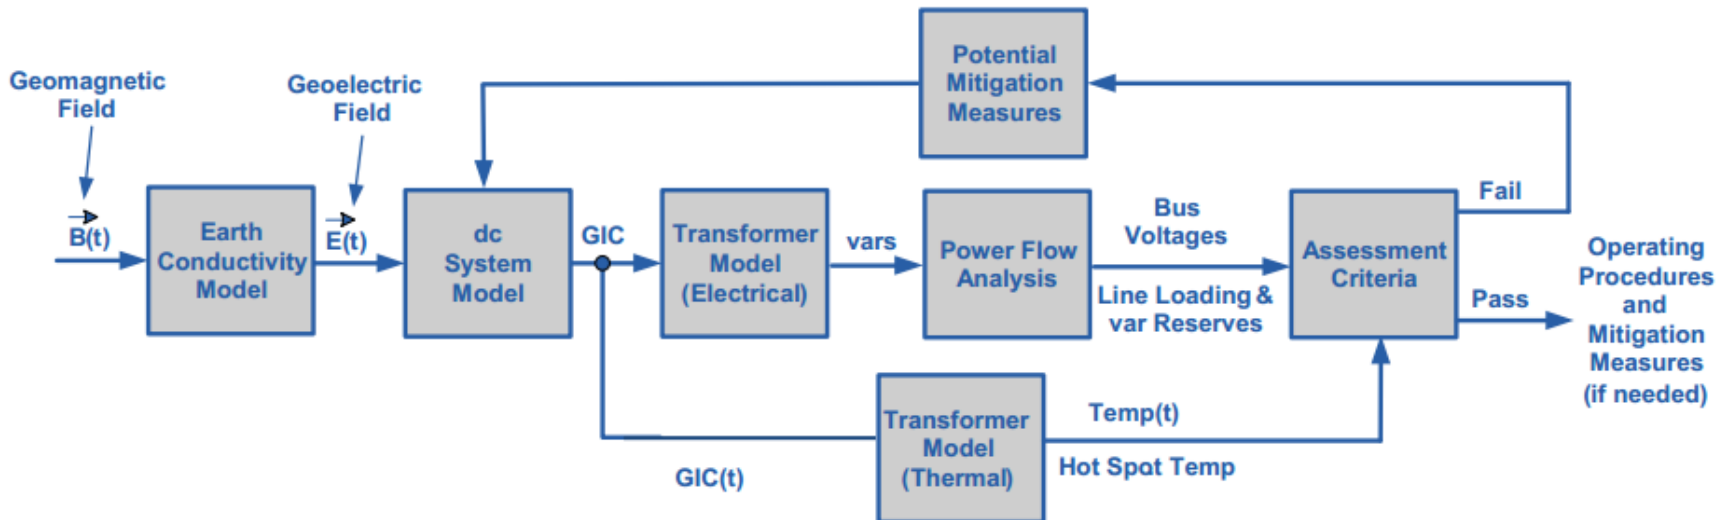 Geomagnetic
Field
Geoelectric
Field
Potential
Mitigation
Measures
B(t)
Earth
Conductivity
Model
E(t)
dc
System
Model
GIC
Transformer
Model
(Electrical)
vars
Power Flow
Analysis
Bus
Voltages
Line Loading &
var Reserves
Assessment
Criteria
Fail
Pass
Operating
Procedures
and
Mitigation
Measures
(if needed)
GIC(t)
Transformer
Model
(Thermal)
Temp(t)
Hot Spat Temp